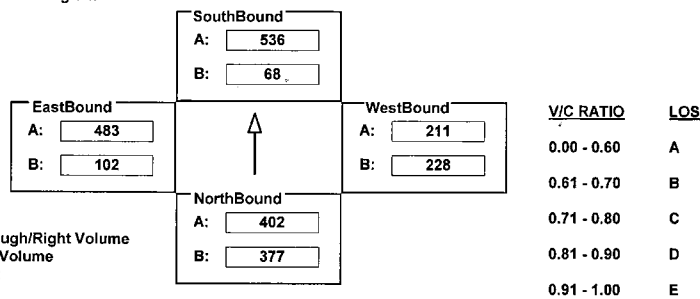 SouthBound
A: 536
B: 68
EastBound
A: 483
B: 102
WestBound
A: 211
B: 228
NorthBound
A: 402
B: 377
ugh/Right Volume
Volume
V/C RATIO LOS
0.00 - 0.60 A
0.61 - 0.70 B
0.71 - 0.80 C
0.81 - 0.90 D
0.91 - 1.00 E